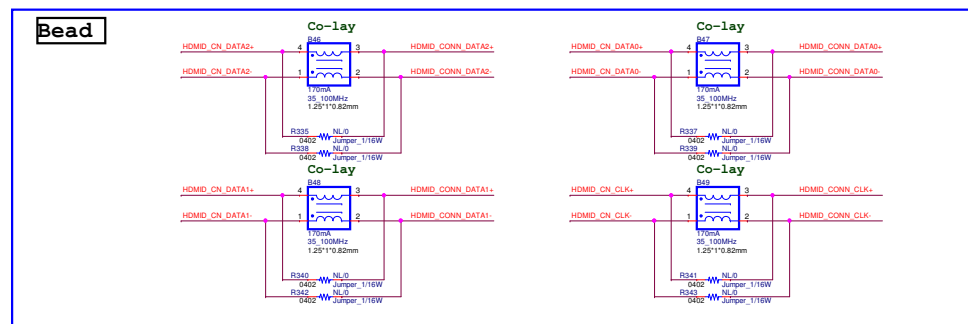 Bead
Co-lay
B46
HDMID_CN_DATA2+ 4 3 HDMID_CONN_DATA2+
HDMID_CN_DATA2- 1 2 HDMID_CONN_DATA2-
170mA
35_100MHz
1.25*1*0.82mm
R335 NL/0
0402 Jumper_1/16W
R338 NL/0
0402 Jumper_1/16W
Co-lay
B47
HDMID_CN_DATA0+ 4 3 HDMID_CONN_DATA0+
HDMID_CN_DATA0- 1 2 HDMID_CONN_DATA0-
170mA
35_100MHz
1.25*1*0.82mm
R337 NL/0
0402 Jumper_1/16W
R339 NL/0
0402 Jumper_1/16W
Co-lay
B48
HDMID_CN_DATA1+ 4 3 HDMID_CONN_DATA1+
HDMID_CN_DATA1- 1 2 HDMID_CONN_DATA1-
170mA
35_100MHz
1.25*1*0.82mm
R340 NL/0
0402 Jumper_1/16W
R342 NL/0
0402 Jumper_1/16W
Co-lay
B49
HDMID_CN_CLK+ 4 3 HDMID_CONN_CLK+
HDMID_CN_CLK- 1 2 HDMID_CONN_CLK-
170mA
35_100MHz
1.25*1*0.82mm
R341 NL/0
0402 Jumper_1/16W
R343 NL/0
0402 Jumper_1/16W